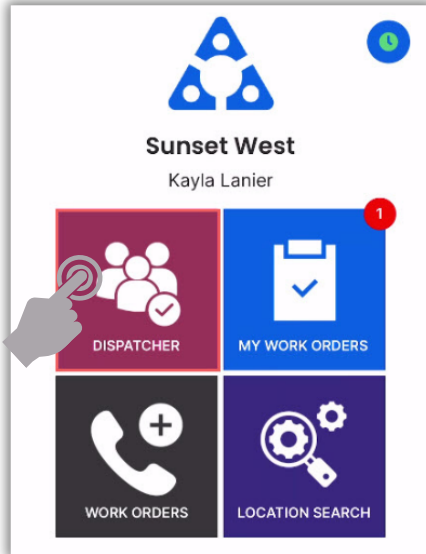 Sunset West
Kayla Lanier
1
DISPATCHER
MY WORK ORDERS
WORK ORDERS
LOCATION SEARCH